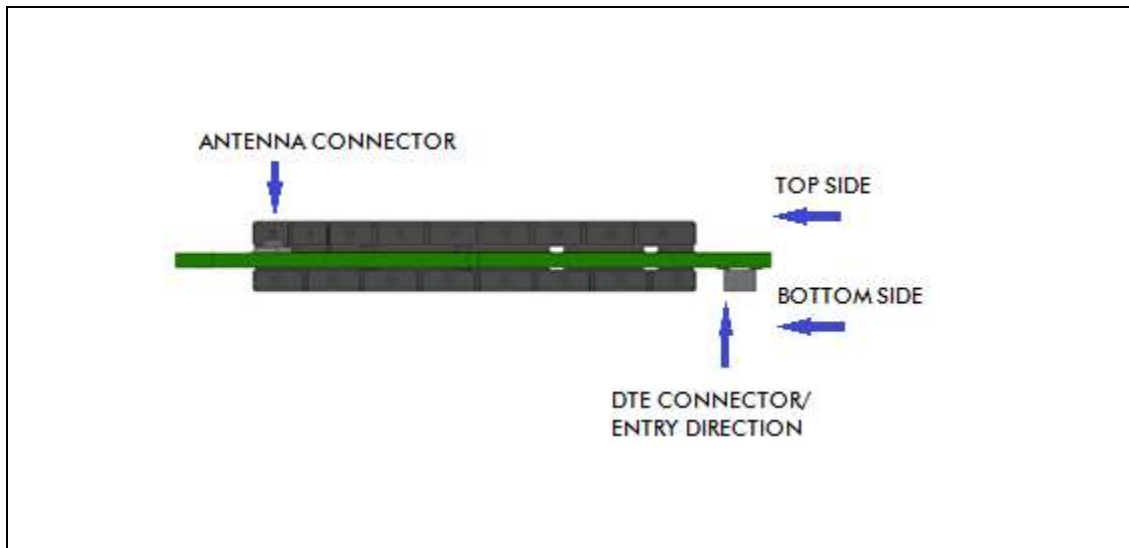 ANTENNA CONNECTOR
TOP SIDE
BOTTOM SIDE
DTE CONNECTOR/
ENTRY DIRECTION